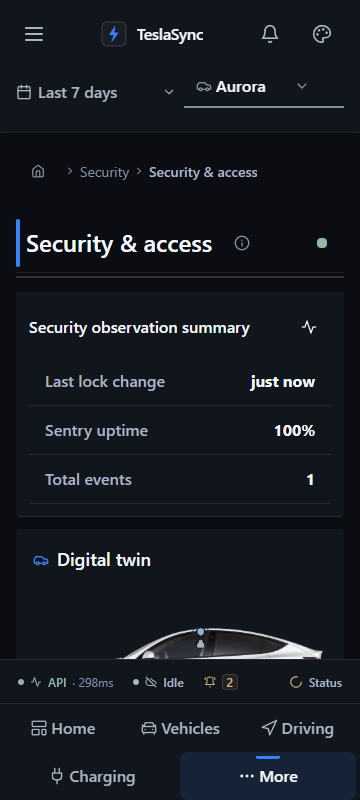 TeslaSync
Last 7 days
Aurora
Security
Security & access
Security & access
Security observation summary
Last lock change just now
Sentry uptime 100%
Total events 1
Digital twin
API · 298ms Idle 2 Status
Home Vehicles Driving
Charging More